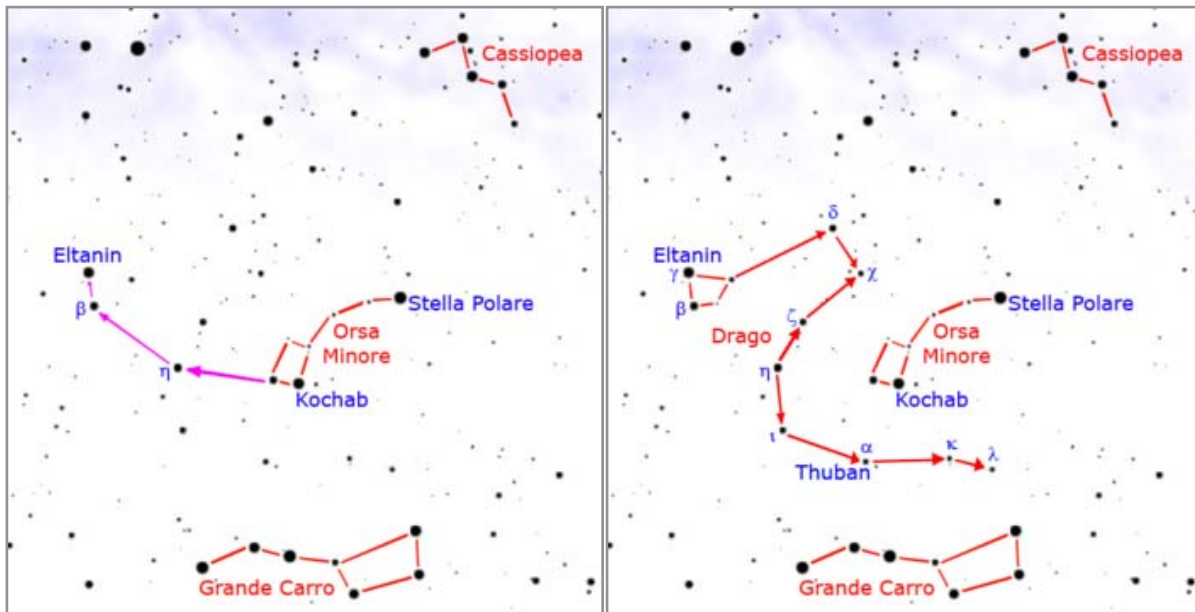 Cassiopea
Eltanin
β
Stella Polare
Orsa
Minore
η
Kochab
Grande Carro
Cassiopea
δ
Eltanin
γ
χ
β
Stella Polare
ζ
Drago
Orsa
Minore
η
Kochab
ι
α
κ
λ
Thuban
Grande Carro